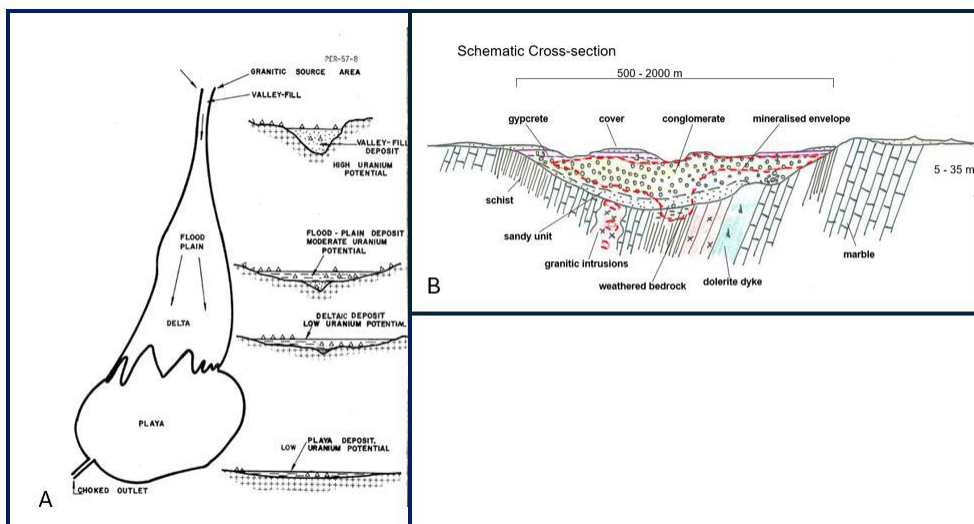 PER-57-8
GRANITIC SOURCE AREA
VALLEY-FILL
VALLEY-FILL
DEPOSIT
HIGH URANIUM
POTENTIAL
FLOOD-PLAIN DEPOSIT
MODERATE URANIUM
POTENTIAL
FLOOD
PLAIN
DELTAIC DEPOSIT
LOW URANIUM POTENTIAL
DELTA
PLAYA
PLAYA DEPOSIT,
LOW URANIUM POTENTIAL
CHOKED OUTLET
A
Schematic Cross-section
500 - 2000 m
gypcrete cover conglomerate mineralised envelope
5 - 35 m
schist
sandy unit
granitic intrusions
weathered bedrock
dolerite dyke
marble
B